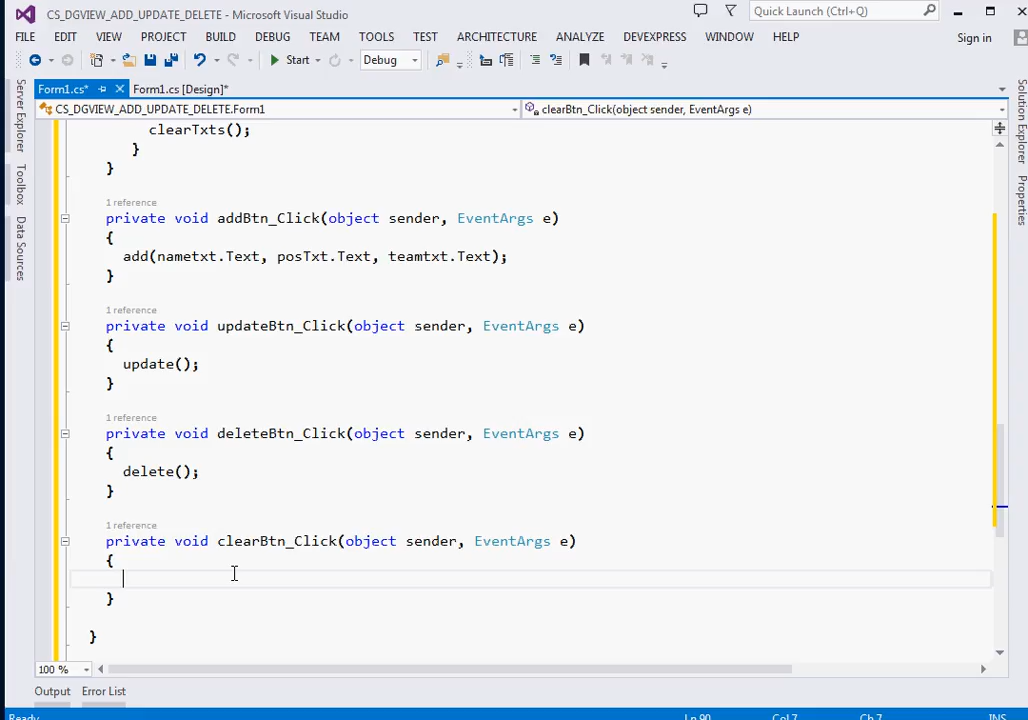 CS_DGVIEW_ADD_UPDATE_DELETE - Microsoft Visual Studio
Quick Launch (Ctrl+Q)
FILE EDIT VIEW PROJECT BUILD DEBUG TEAM TOOLS TEST ARCHITECTURE ANALYZE DEVEXPRESS WINDOW HELP
Sign in
Start Debug
Form1.cs* Form1.cs [Design]*
CS_DGVIEW_ADD_UPDATE_DELETE.Form1 clearBtn_Click(object sender, EventArgs e)
Server Explorer
Toolbox
Data Sources
Solution Explorer
Properties
clearTxts();
}
}
1 reference
private void addBtn_Click(object sender, EventArgs e)
{
add(nametxt.Text, posTxt.Text, teamtxt.Text);
}
1 reference
private void updateBtn_Click(object sender, EventArgs e)
{
update();
}
1 reference
private void deleteBtn_Click(object sender, EventArgs e)
{
delete();
}
1 reference
private void clearBtn_Click(object sender, EventArgs e)
{
}
}
100 %
Output Error List
Ready Ln 90 Col 7 Ch 7 INS